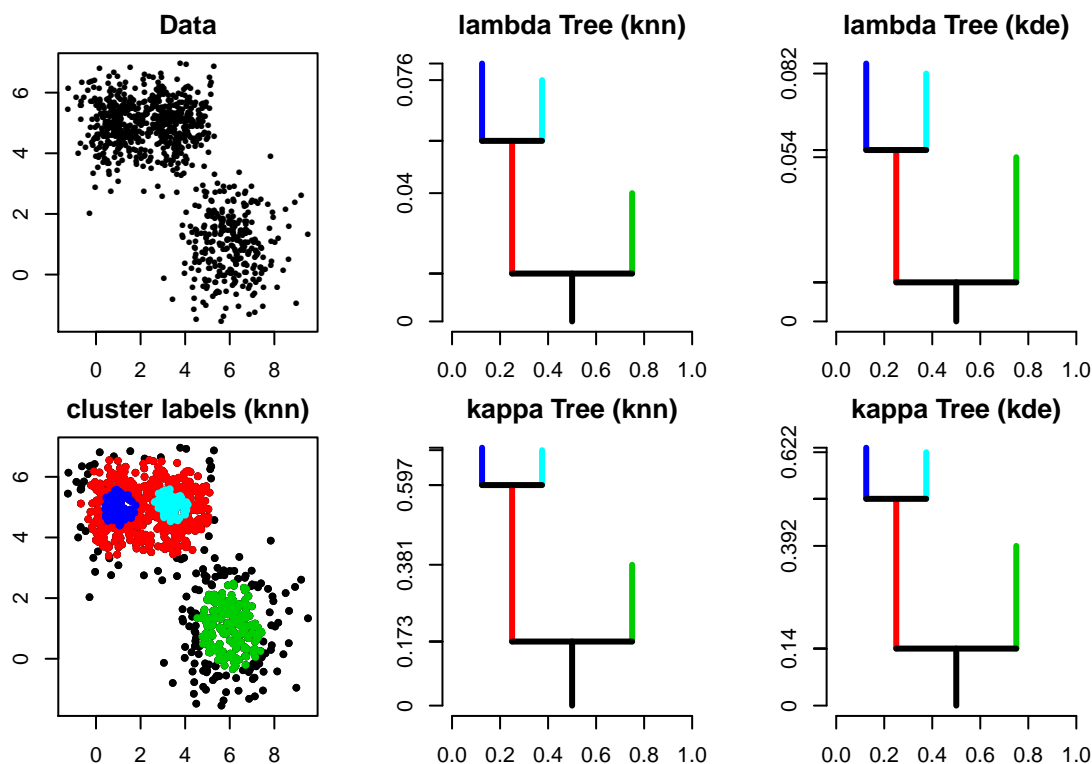 Data
6
4
2
0
0 2 4 6 8
lambda Tree (knn)
0.076
0.04
0
0.0 0.2 0.4 0.6 0.8 1.0
lambda Tree (kde)
0.082
0.054
0
0.0 0.2 0.4 0.6 0.8 1.0
cluster labels (knn)
6
4
2
0
0 2 4 6 8
kappa Tree (knn)
0.597
0.381
0.173
0
0.0 0.2 0.4 0.6 0.8 1.0
kappa Tree (kde)
0.622
0.392
0.14
0
0.0 0.2 0.4 0.6 0.8 1.0